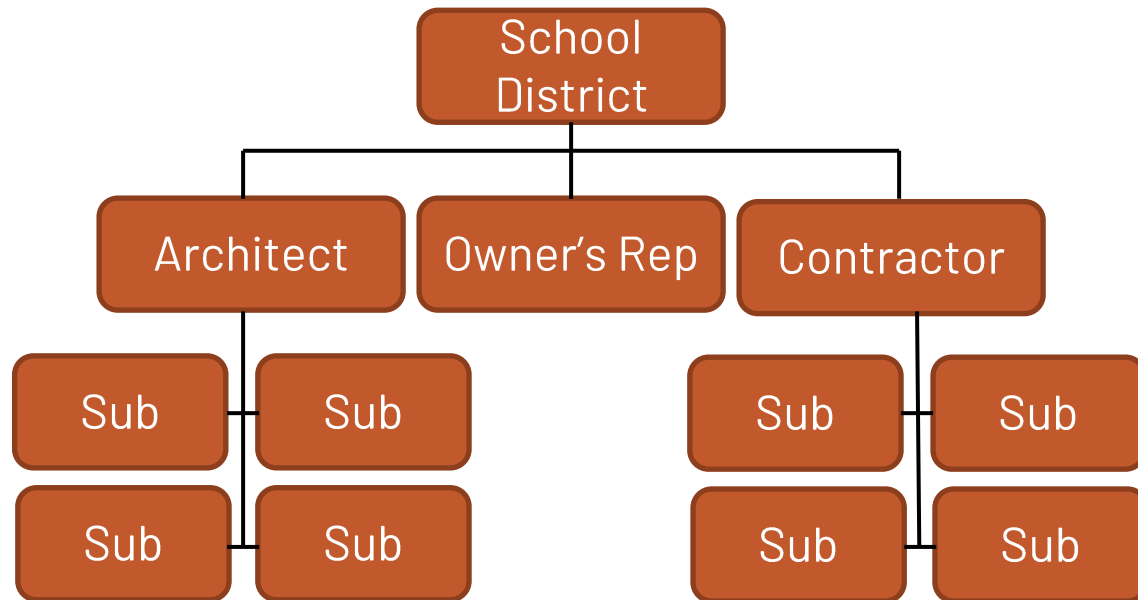 School
District
Architect
Owner’s Rep
Contractor
Sub
Sub
Sub
Sub
Sub
Sub
Sub
Sub